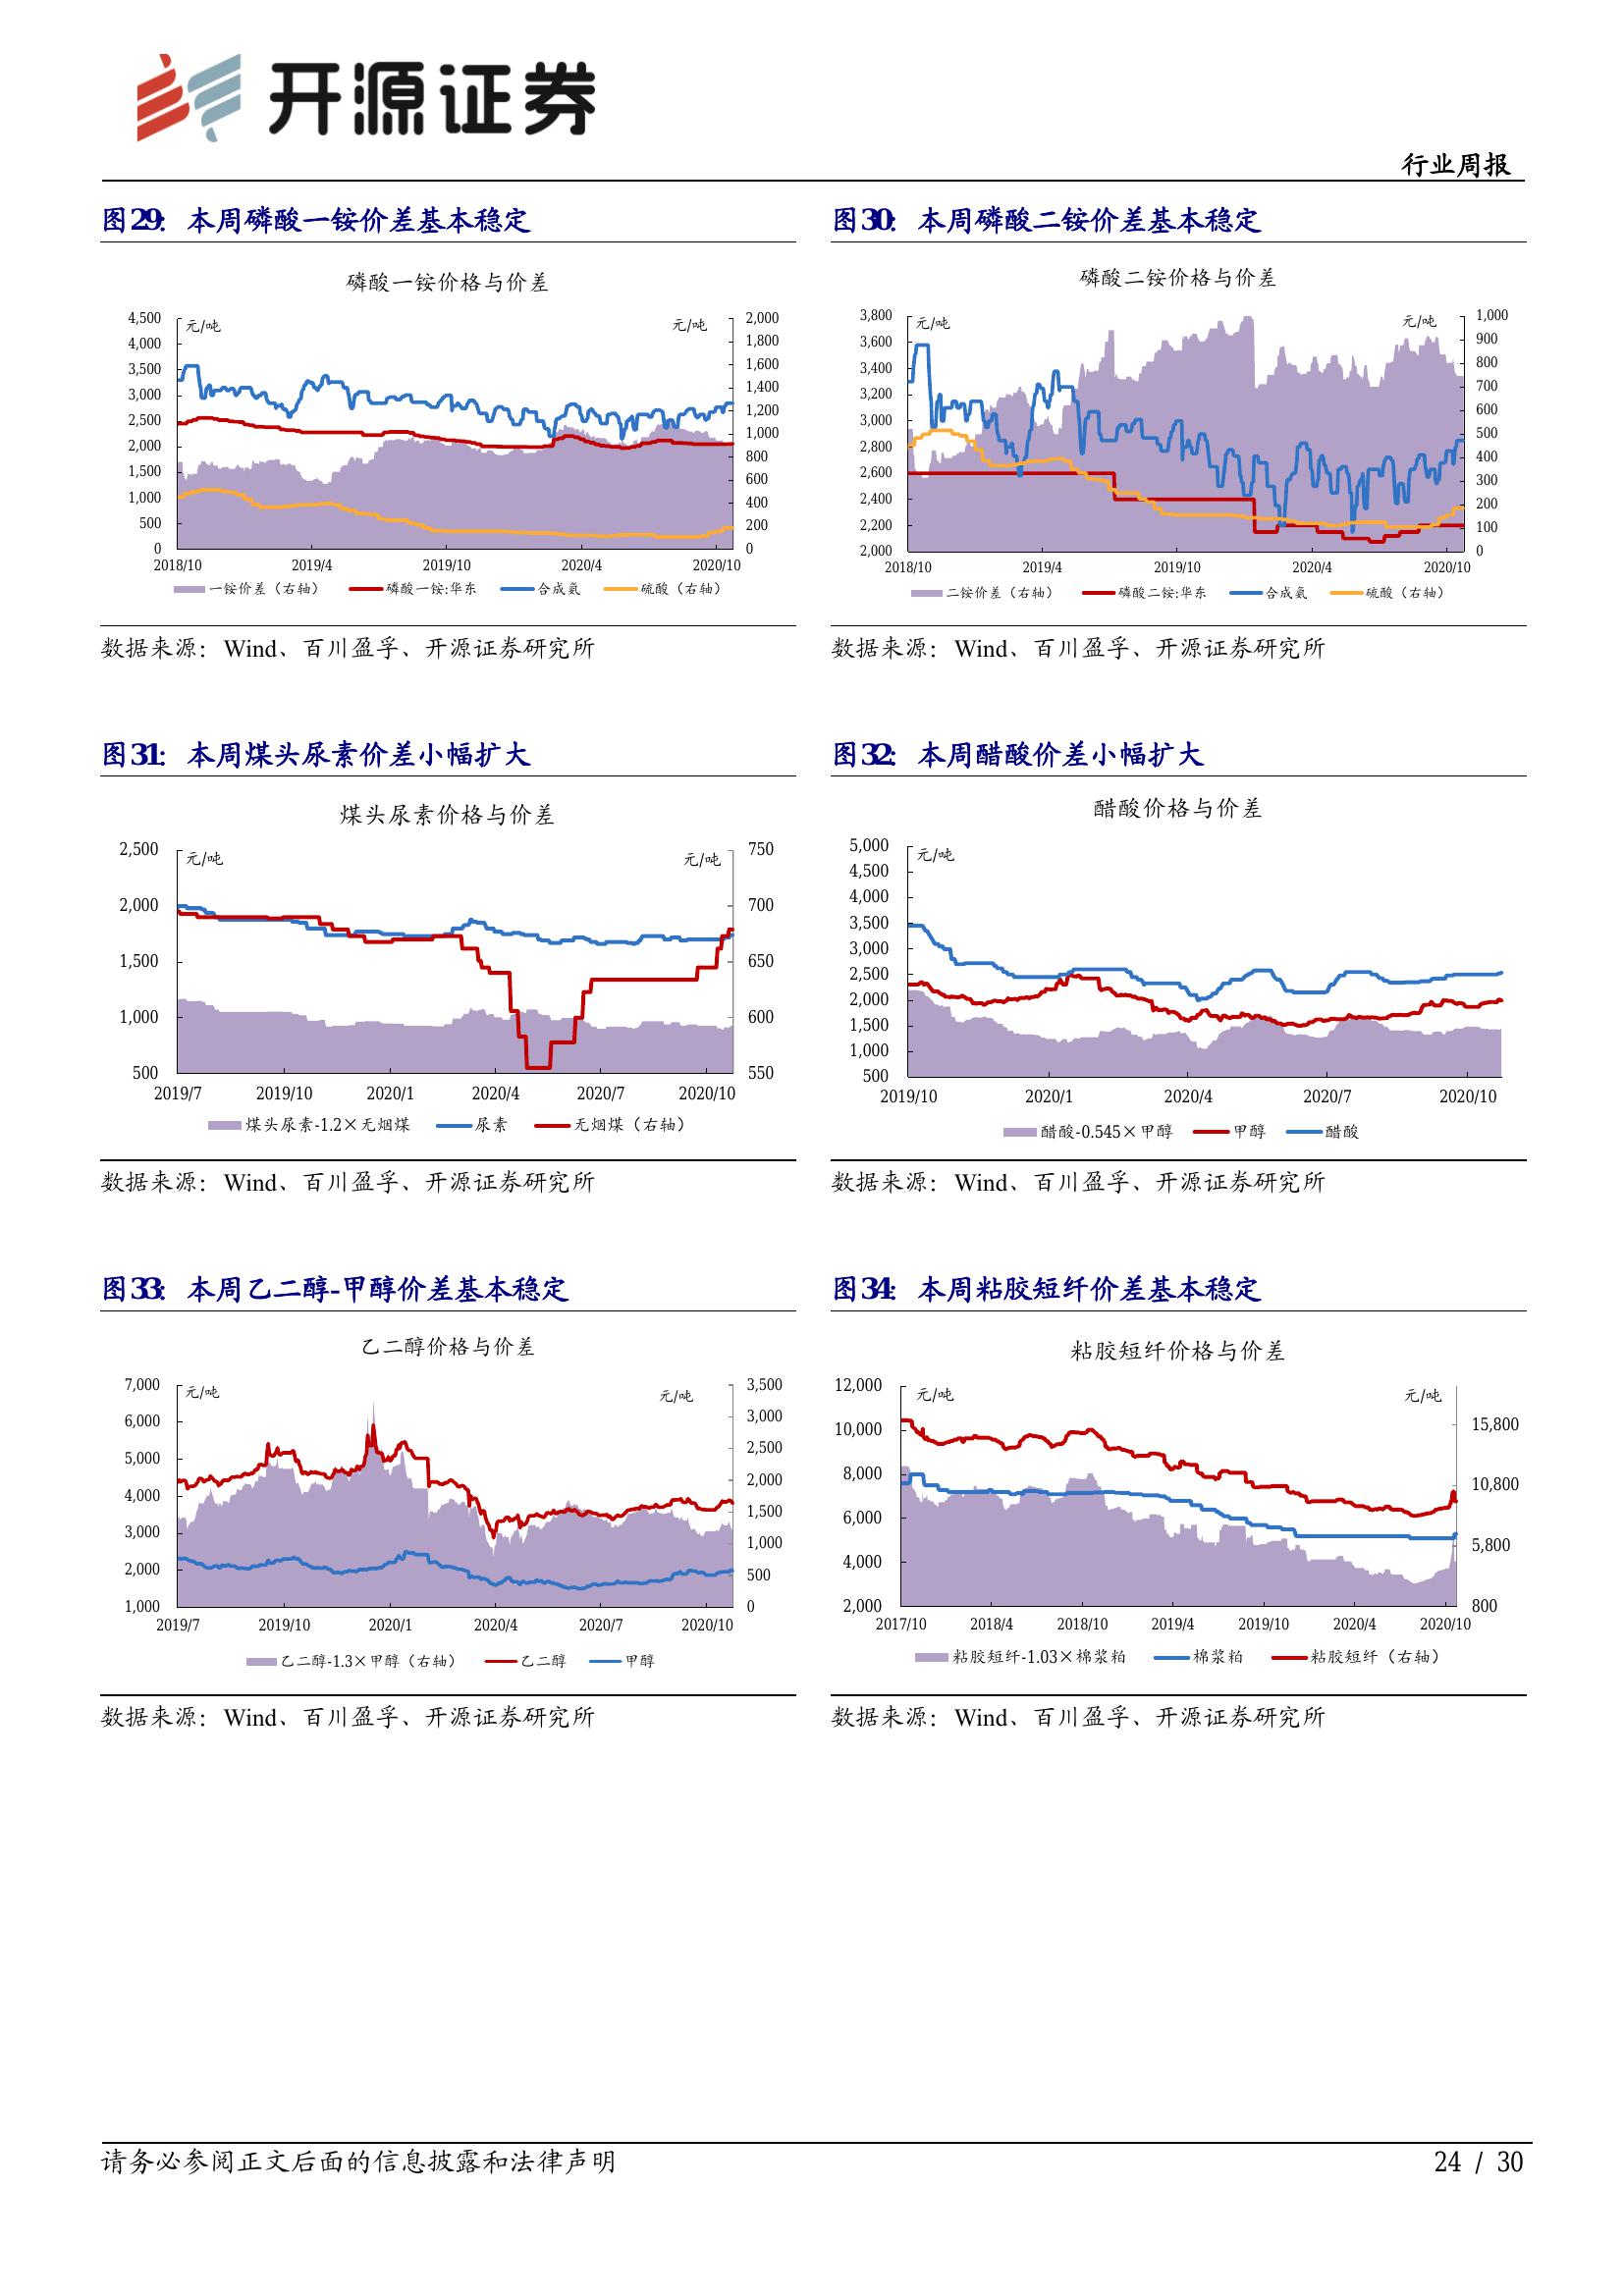 开源证券
行业周报
图29： 本周磷酸一铵价差基本稳定
磷酸一铵价格与价差
元/吨
元/吨
4,500
4,000
3,500
3,000
2,500
2,000
1,500
1,000
500
0
2,000
1,800
1,600
1,400
1,200
1,000
800
600
400
200
0
2018/10 2019/4 2019/10 2020/4 2020/10
一铵价差（右轴） 磷酸一铵:华东 合成氨 硫酸（右轴）
数据来源：Wind、百川盈孚、开源证券研究所
图30： 本周磷酸二铵价差基本稳定
磷酸二铵价格与价差
元/吨
元/吨
3,800
3,600
3,400
3,200
3,000
2,800
2,600
2,400
2,200
2,000
1,000
900
800
700
600
500
400
300
200
100
0
2018/10 2019/4 2019/10 2020/4 2020/10
二铵价差（右轴） 磷酸二铵:华东 合成氨 硫酸（右轴）
数据来源：Wind、百川盈孚、开源证券研究所
图31： 本周煤头尿素价差小幅扩大
煤头尿素价格与价差
元/吨
元/吨
2,500
2,000
1,500
1,000
500
750
700
650
600
550
2019/7 2019/10 2020/1 2020/4 2020/7 2020/10
煤头尿素-1.2×无烟煤 尿素 无烟煤（右轴）
数据来源：Wind、百川盈孚、开源证券研究所
图32： 本周醋酸价差小幅扩大
醋酸价格与价差
元/吨
5,000
4,500
4,000
3,500
3,000
2,500
2,000
1,500
1,000
500
2019/10 2020/1 2020/4 2020/7 2020/10
醋酸-0.545×甲醇 甲醇 醋酸
数据来源：Wind、百川盈孚、开源证券研究所
图33： 本周乙二醇-甲醇价差基本稳定
乙二醇价格与价差
元/吨
元/吨
7,000
6,000
5,000
4,000
3,000
2,000
1,000
3,500
3,000
2,500
2,000
1,500
1,000
500
0
2019/7 2019/10 2020/1 2020/4 2020/7 2020/10
乙二醇-1.3×甲醇（右轴） 乙二醇 甲醇
数据来源：Wind、百川盈孚、开源证券研究所
图34： 本周粘胶短纤价差基本稳定
粘胶短纤价格与价差
元/吨
元/吨
12,000
10,000
8,000
6,000
4,000
2,000
15,800
10,800
5,800
800
2017/10 2018/4 2018/10 2019/4 2019/10 2020/4 2020/10
粘胶短纤-1.03×棉浆粕 棉浆粕 粘胶短纤（右轴）
数据来源：Wind、百川盈孚、开源证券研究所
请务必参阅正文后面的信息披露和法律声明
24 / 30